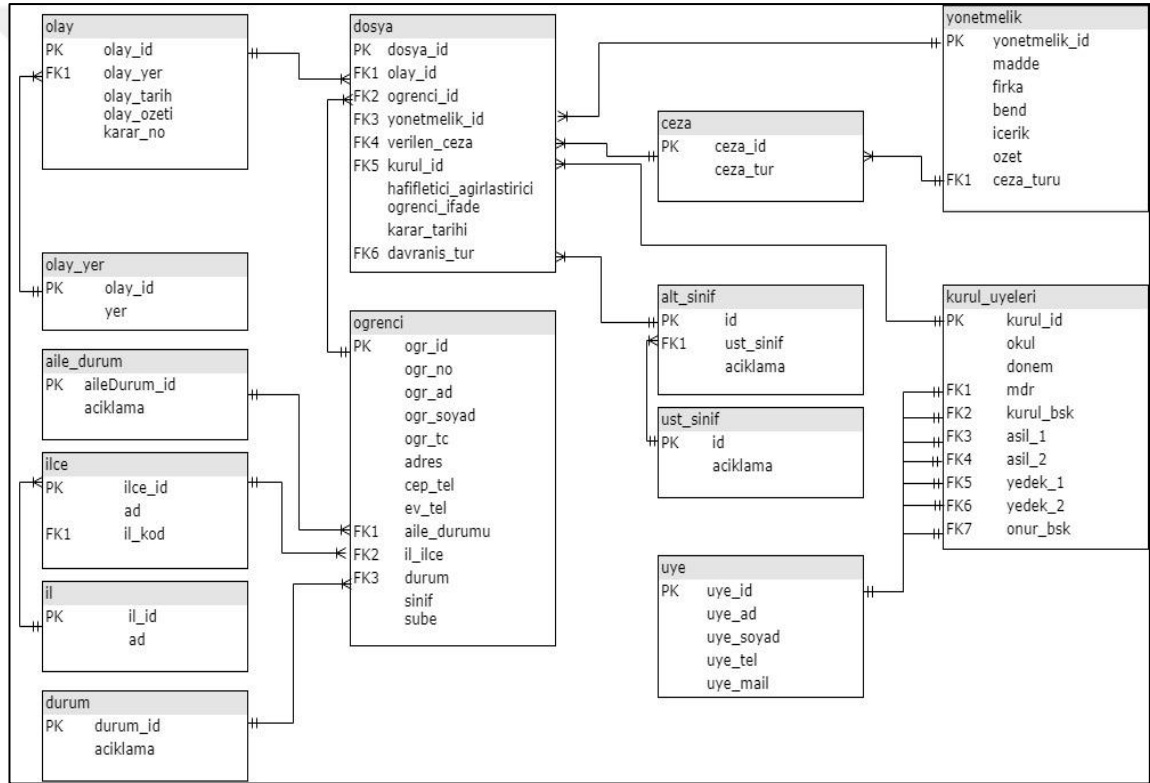 olay
PK olay_id
FK1 olay_yer
olay_tarih
olay_ozeti
karar_no
dosya
PK dosya_id
FK1 olay_id
FK2 ogrenci_id
FK3 yonetmelik_id
FK4 verilen_ceza
FK5 kurul_id
hafifletici_agirlastirici
ogrenci_ifade
karar_tarihi
FK6 davranis_tur
yonetmelik
PK yonetmelik_id
madde
firka
bend
icerik
ozet
FK1 ceza_turu
ceza
PK ceza_id
ceza_tur
olay_yer
PK olay_id
yer
aile_durum
PK aileDurum_id
aciklama
ilce
PK ilce_id
ad
FK1 il_kod
il
PK il_id
ad
durum
PK durum_id
aciklama
ogrenci
PK ogr_id
ogr_no
ogr_ad
ogr_soyad
ogr_tc
adres
cep_tel
ev_tel
FK1 aile_durumu
FK2 il_ilce
FK3 durum
sinif
sube
alt_sinif
PK id
FK1 ust_sinif
aciklama
ust_sinif
PK id
aciklama
kurul_uyeleri
PK kurul_id
okul
donem
FK1 mdr
FK2 kurul_bsk
FK3 asil_1
FK4 asil_2
FK5 yedek_1
FK6 yedek_2
FK7 onur_bsk
uye
PK uye_id
uye_ad
uye_soyad
uye_tel
uye_mail